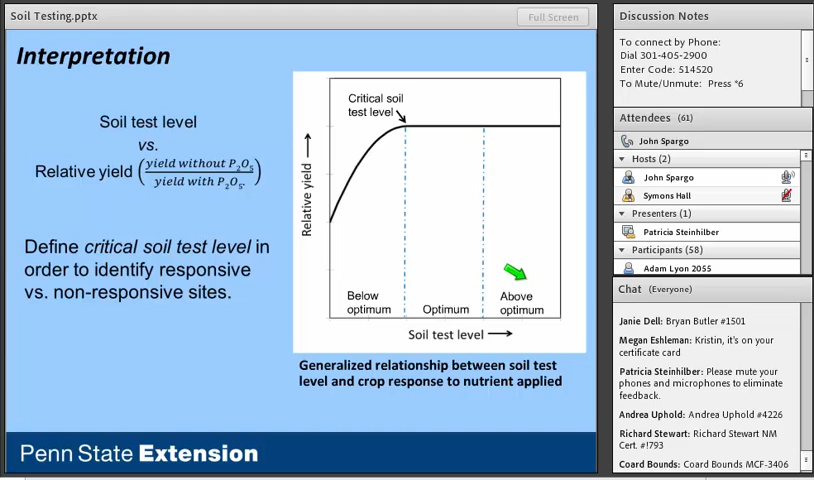 Soil Testing.pptx
Full Screen
Interpretation
Soil test level
vs.
Relative yield (yield without P₂O₅ / yield with P₂O₅.)
Define critical soil test level in
order to identify responsive
vs. non-responsive sites.
Critical soil
test level
Relative yield
Below
optimum
Optimum
Above
optimum
Soil test level
Generalized relationship between soil test
level and crop response to nutrient applied
Penn State Extension
Discussion Notes
To connect by Phone:
Dial 301-405-2900
Enter Code: 514520
To Mute/Unmute: Press *6
Attendees (61)
John Spargo
Hosts (2)
John Spargo
Symons Hall
Presenters (1)
Patricia Steinhilber
Participants (58)
Adam Lyon 2055
Chat (Everyone)
Janie Dell: Bryan Butler #1501
Megan Eshleman: Kristin, it's on your
certificate card
Patricia Steinhilber: Please mute your
phones and microphones to eliminate
feedback.
Andrea Uphold: Andrea Uphold #4226
Richard Stewart: Richard Stewart NM
Cert. #!793
Coard Bounds: Coard Bounds MCF-3406